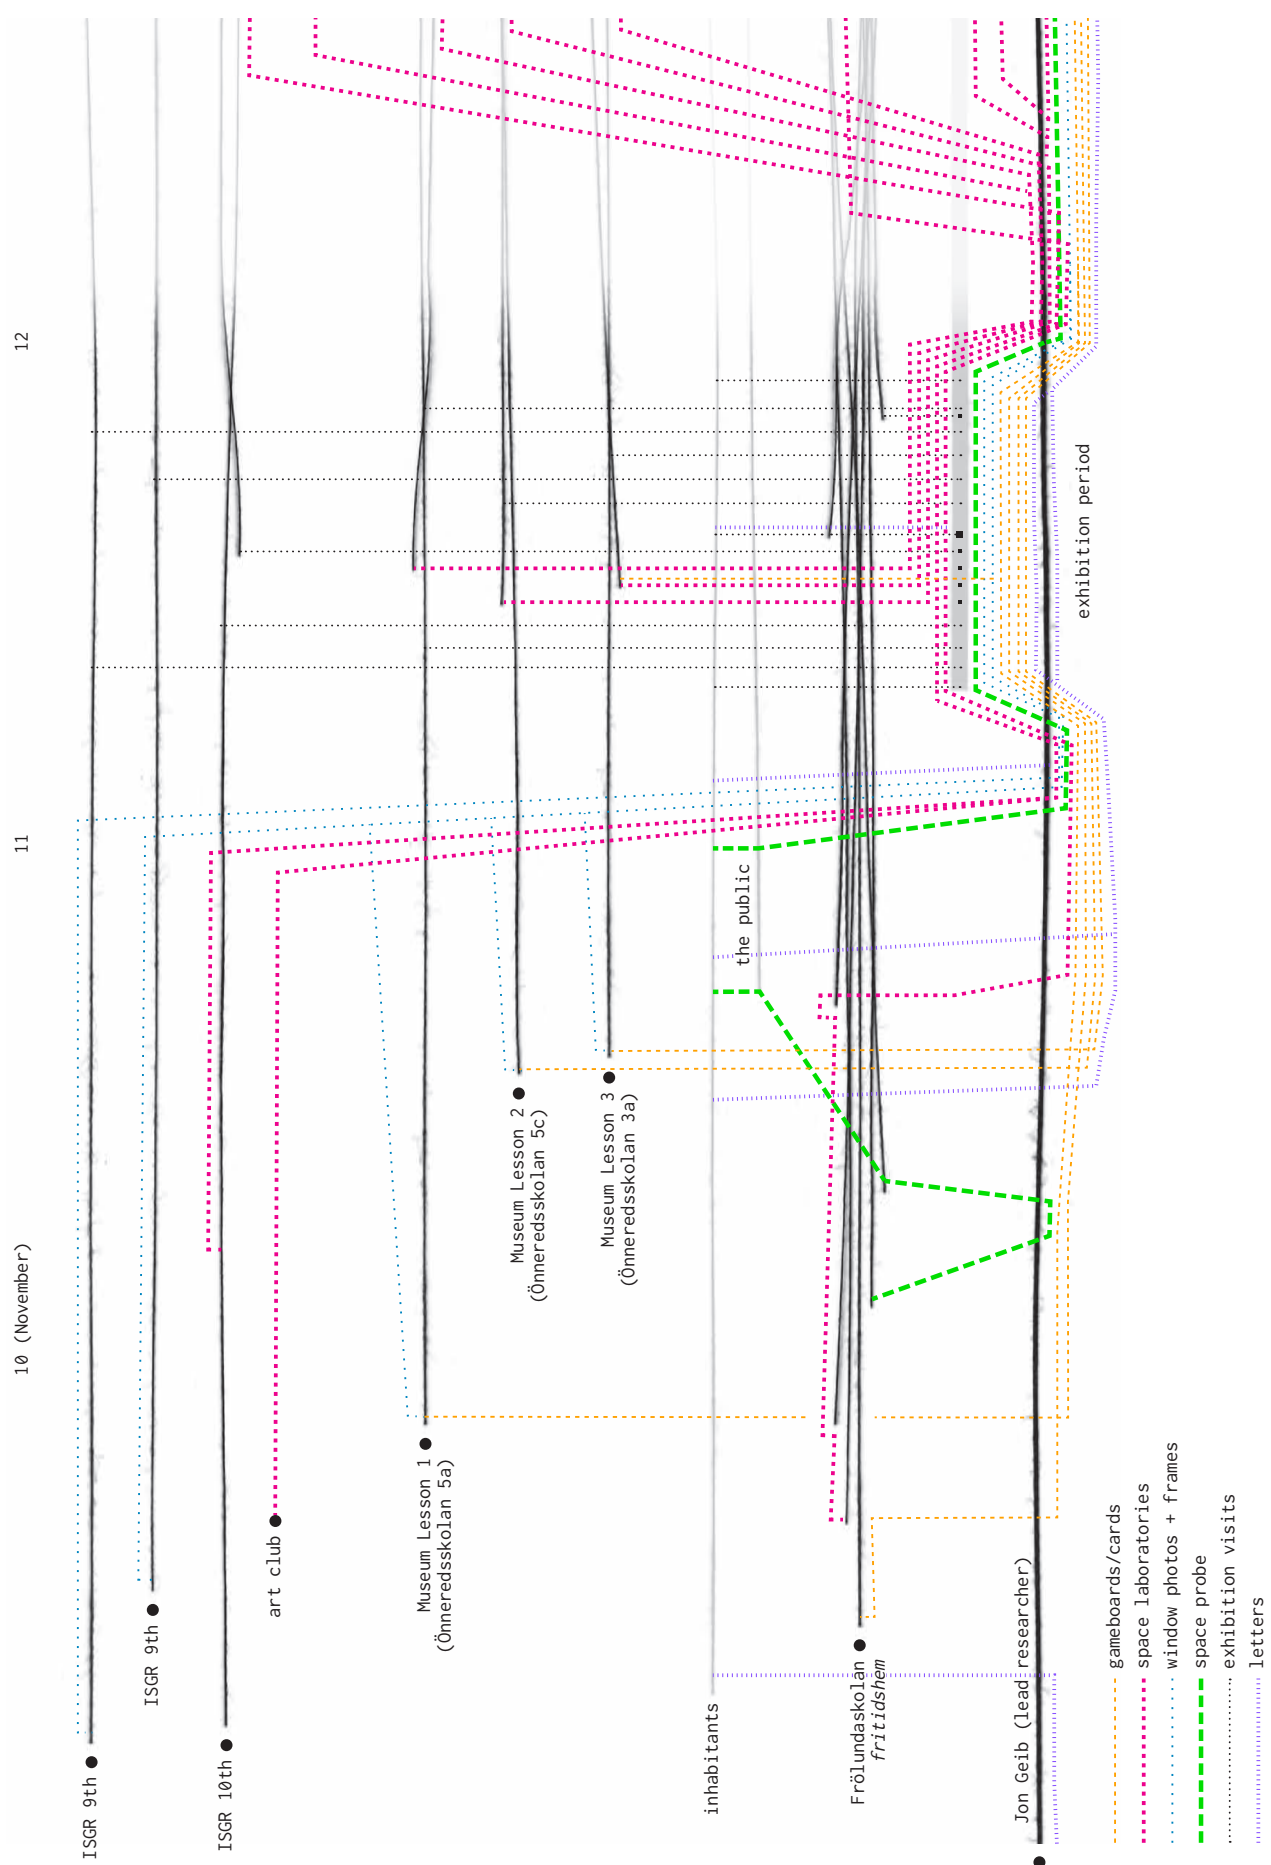 12
11
10 (November)
ISGR 9th
ISGR 9th
ISGR 10th
art club
Museum Lesson 1
(Önneredsskolan 5a)
Museum Lesson 2
(Önneredsskolan 5c)
Museum Lesson 3
(Önneredsskolan 3a)
inhabitants
the public
Frölundaskolan
fritidshem
Jon Geib (lead researcher)
exhibition period
gameboards/cards
space laboratories
window photos + frames
space probe
exhibition visits
letters